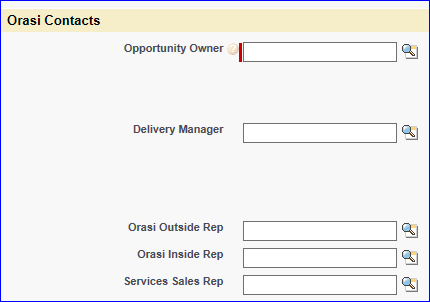 Orasi Contacts
Opportunity Owner
Delivery Manager
Orasi Outside Rep
Orasi Inside Rep
Services Sales Rep